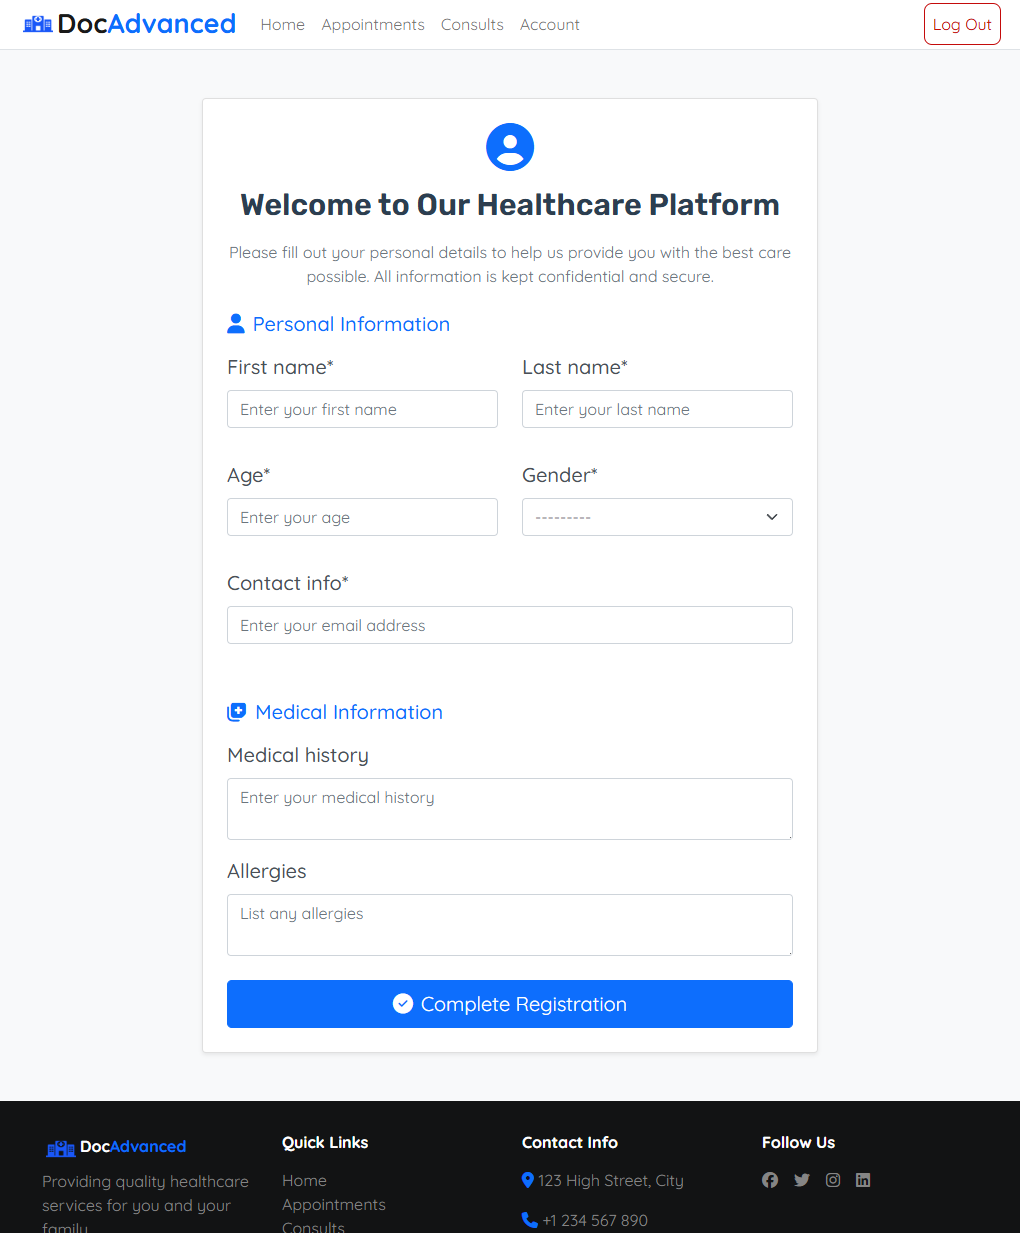 DocAdvanced Home Appointments Consults Account Log Out
Welcome to Our Healthcare Platform
Please fill out your personal details to help us provide you with the best care
possible. All information is kept confidential and secure.
Personal Information
First name* Last name*
Enter your first name Enter your last name
Age* Gender*
Enter your age ---------
Contact info*
Enter your email address
Medical Information
Medical history
Enter your medical history
Allergies
List any allergies
Complete Registration
DocAdvanced
Providing quality healthcare
services for you and your
family
Quick Links
Home
Appointments
Consults
Contact Info
123 High Street, City
+1 234 567 890
Follow Us